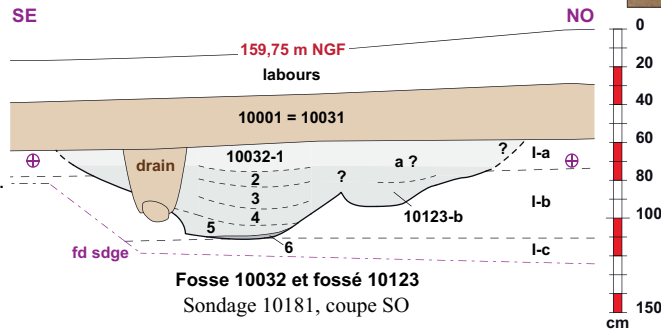 SE
NO
159,75 m NGF
labours
10001 = 10031
drain
10032-1
a ?
?
I-a
2
?
3
4
10123-b
I-b
5
6
fd sdge
I-c
Fosse 10032 et fossé 10123
Sondage 10181, coupe SO
0
20
40
60
80
100
150
cm